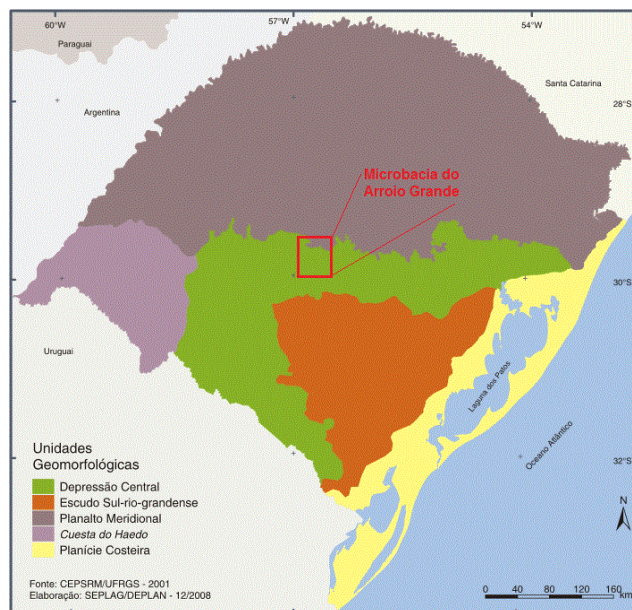 60°W
57°W
54°W
Paraguai
Santa Catarina
Argentina
28°S
Microbacia do
Arroio Grande
30°S
Uruguai
Laguna dos Patos
Oceano Atlântico
32°S
Unidades
Geomorfológicas
Depressão Central
Escudo Sul-rio-grandense
Planalto Meridional
Cuesta do Haedo
Planície Costeira
N
Fonte: CEPSRM/UFRGS - 2001
Elaboração: SEPLAG/DEPLAN - 12/2008
0 40 80 120 160
km